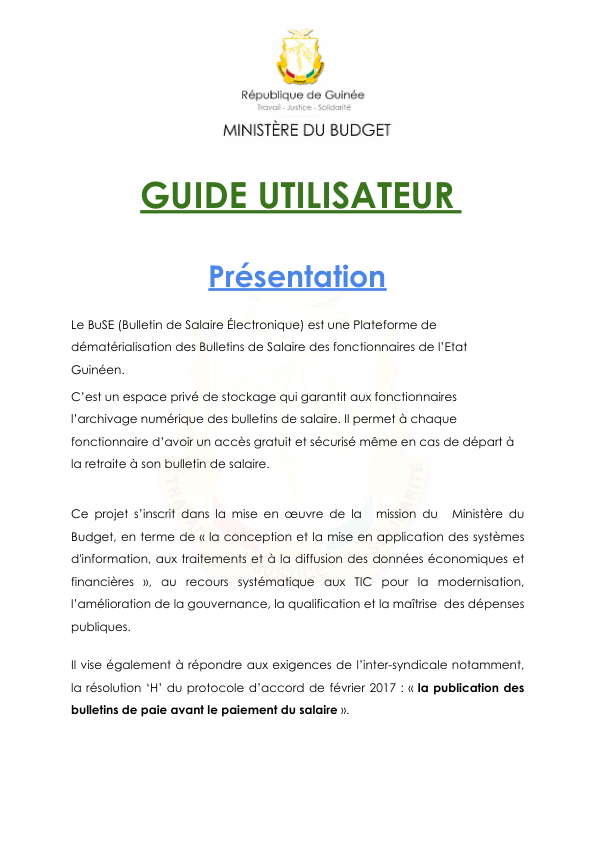 République de Guinée
Travail - Justice - Solidarité
MINISTÈRE DU BUDGET
GUIDE UTILISATEUR
Présentation
Le BuSE (Bulletin de Salaire Électronique) est une Plateforme de
dématérialisation des Bulletins de Salaire des fonctionnaires de l'Etat
Guinéen.
C'est un espace privé de stockage qui garantit aux fonctionnaires
l'archivage numérique des bulletins de salaire. Il permet à chaque
fonctionnaire d'avoir un accès gratuit et sécurisé même en cas de départ à
la retraite à son bulletin de salaire.
Ce projet s'inscrit dans la mise en œuvre de la mission du Ministère du
Budget, en terme de « la conception et la mise en application des systèmes
d'information, aux traitements et à la diffusion des données économiques et
financières », au recours systématique aux TIC pour la modernisation,
l'amélioration de la gouvernance, la qualification et la maîtrise des dépenses
publiques.
Il vise également à répondre aux exigences de l'inter-syndicale notamment,
la résolution 'H' du protocole d'accord de février 2017 : « la publication des
bulletins de paie avant le paiement du salaire ».